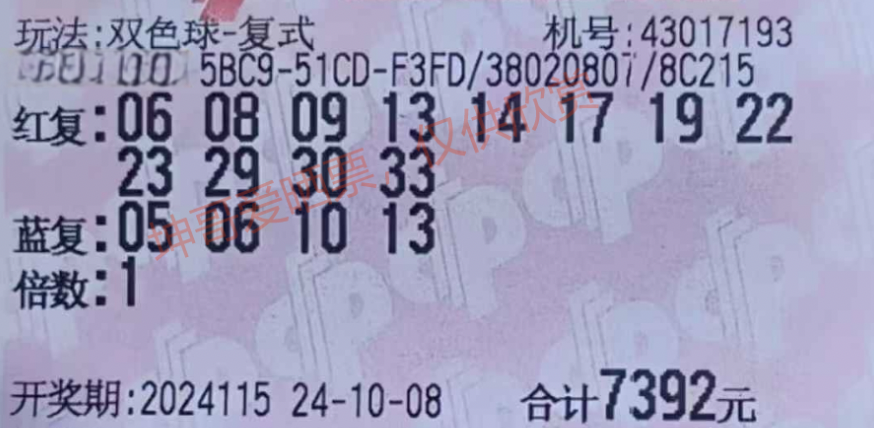 玩法:双色球-复式 机号:43017193
5BC9-51CD-F3FD/38020807/8C215
红复:06 08 09 13 14 17 19 22
23 29 30 33
蓝复:05 06 10 13
倍数:1
坤哥爱晒票，仅供欣赏
开奖期:2024115 24-10-08 合计7392元